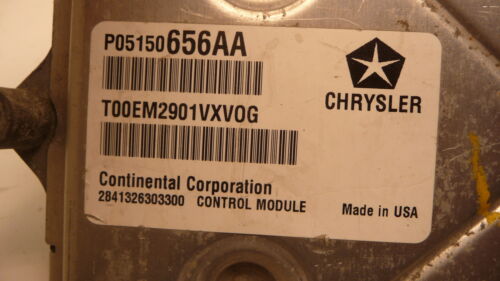 P05150656AA
CHRYSLER
T00EM2901VXVOG
Continental Corporation
2841326303300 CONTROL MODULE
Made in USA